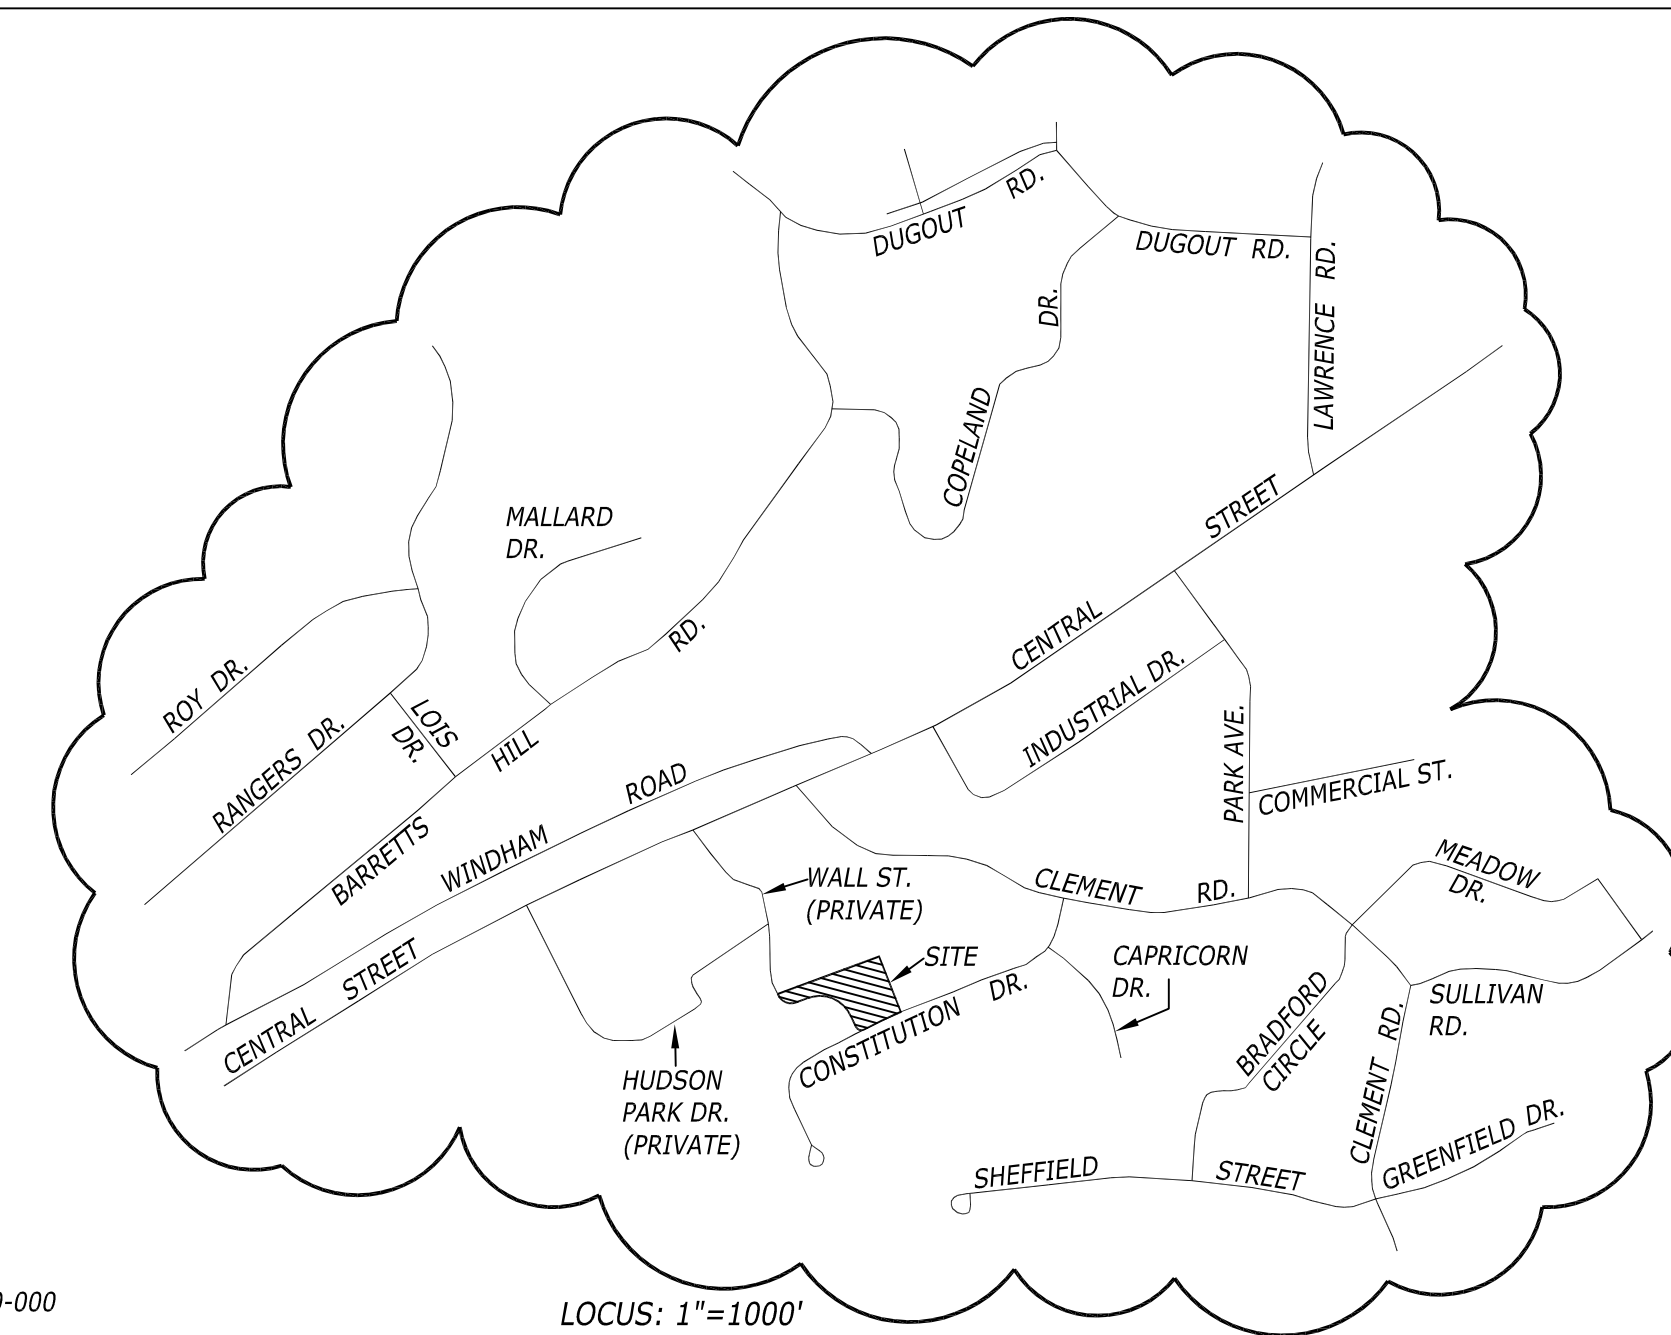 DUGOUT RD.
DUGOUT RD.
LAWRENCE RD.
COPELAND DR.
MALLARD
DR.
CENTRAL STREET
ROY DR.
RANGERS DR.
LOIS
DR.
BARRETTS HILL RD.
WINDHAM ROAD
INDUSTRIAL DR.
PARK AVE.
COMMERCIAL ST.
MEADOW
DR.
WALL ST.
(PRIVATE)
CLEMENT RD.
SITE
CAPRICORN
DR.
CENTRAL STREET
CONSTITUTION DR.
BRADFORD
CIRCLE
SULLIVAN
RD.
CLEMENT RD.
HUDSON
PARK DR.
(PRIVATE)
GREENFIELD DR.
SHEFFIELD STREET
-000
LOCUS: 1"=1000'